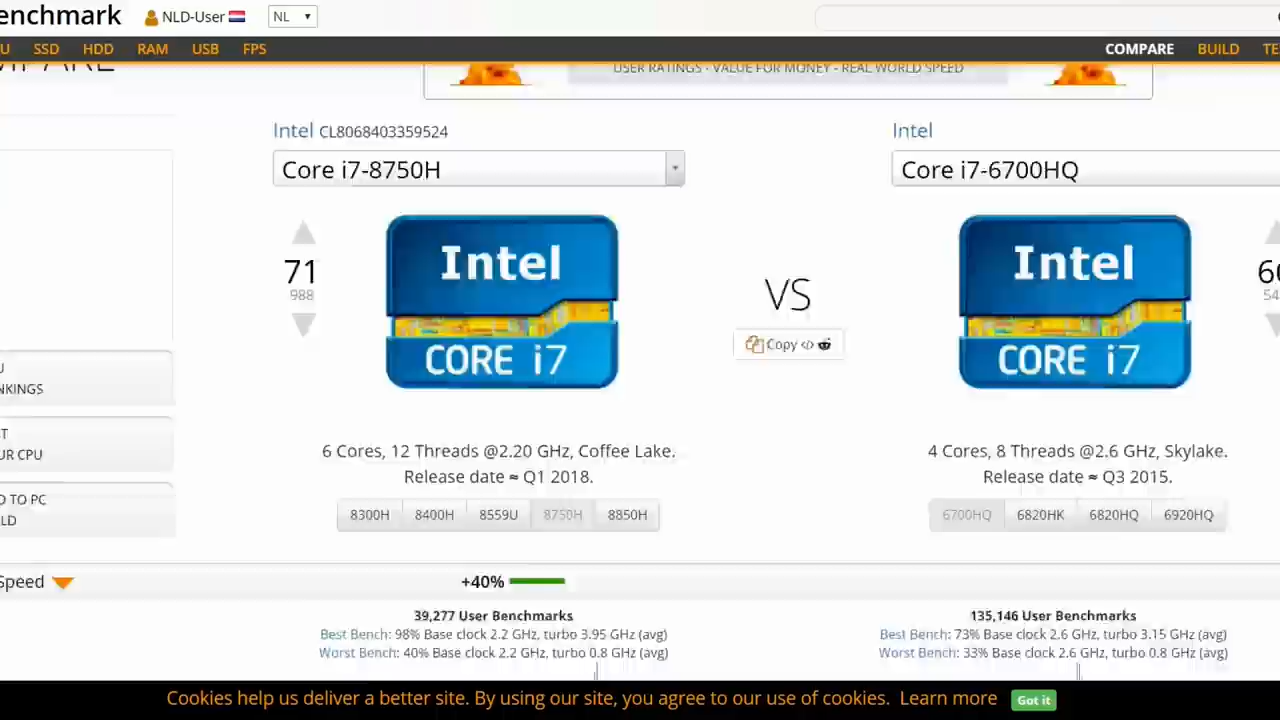 enchmark NLD-User NL
U SSD HDD RAM USB FPS COMPARE BUILD TE
MPARE
USER RATINGS - VALUE FOR MONEY - REAL WORLD SPEED
Intel CL8068403359524 Intel
Core i7-8750H Core i7-6700HQ
Intel Intel
71 VS 60
988 54
CORE i7 Copy </> CORE i7
U
NKINGS
T
UR CPU
6 Cores, 12 Threads @2.20 GHz, Coffee Lake. 4 Cores, 8 Threads @2.6 GHz, Skylake.
Release date ≈ Q1 2018. Release date ≈ Q3 2015.
D TO PC
LD
8300H 8400H 8559U 8750H 8850H 6700HQ 6820HK 6820HQ 6920HQ
Speed +40%
39,277 User Benchmarks 135,146 User Benchmarks
Best Bench: 98% Base clock 2.2 GHz, turbo 3.95 GHz (avg) Best Bench: 73% Base clock 2.6 GHz, turbo 3.15 GHz (avg)
Worst Bench: 40% Base clock 2.2 GHz, turbo 0.8 GHz (avg) Worst Bench: 33% Base clock 2.6 GHz, turbo 0.8 GHz (avg)
Cookies help us deliver a better site. By using our site, you agree to our use of cookies. Learn more Got it